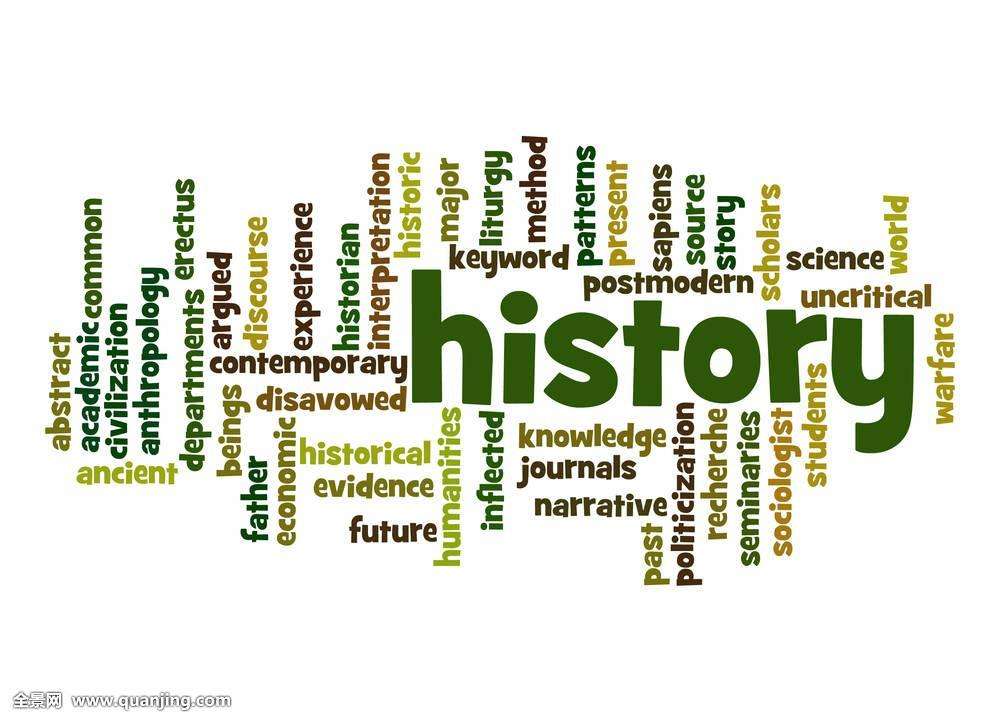 abstract
academic
common
civilization
anthropology
ancient
erectus
departments
argued
discourse
experience
historian
interpretation
historic
major
liturgy
method
patterns
present
sapiens
source
story
scholars
science
world
keyword
postmodern
uncritical
contemporary
history
warfare
disavowed
beings
father
economic
historical
evidence
future
humanities
inflected
knowledge
journals
narrative
past
politicization
recherche
seminaries
sociologist
students
全景网 www.quanjing.com